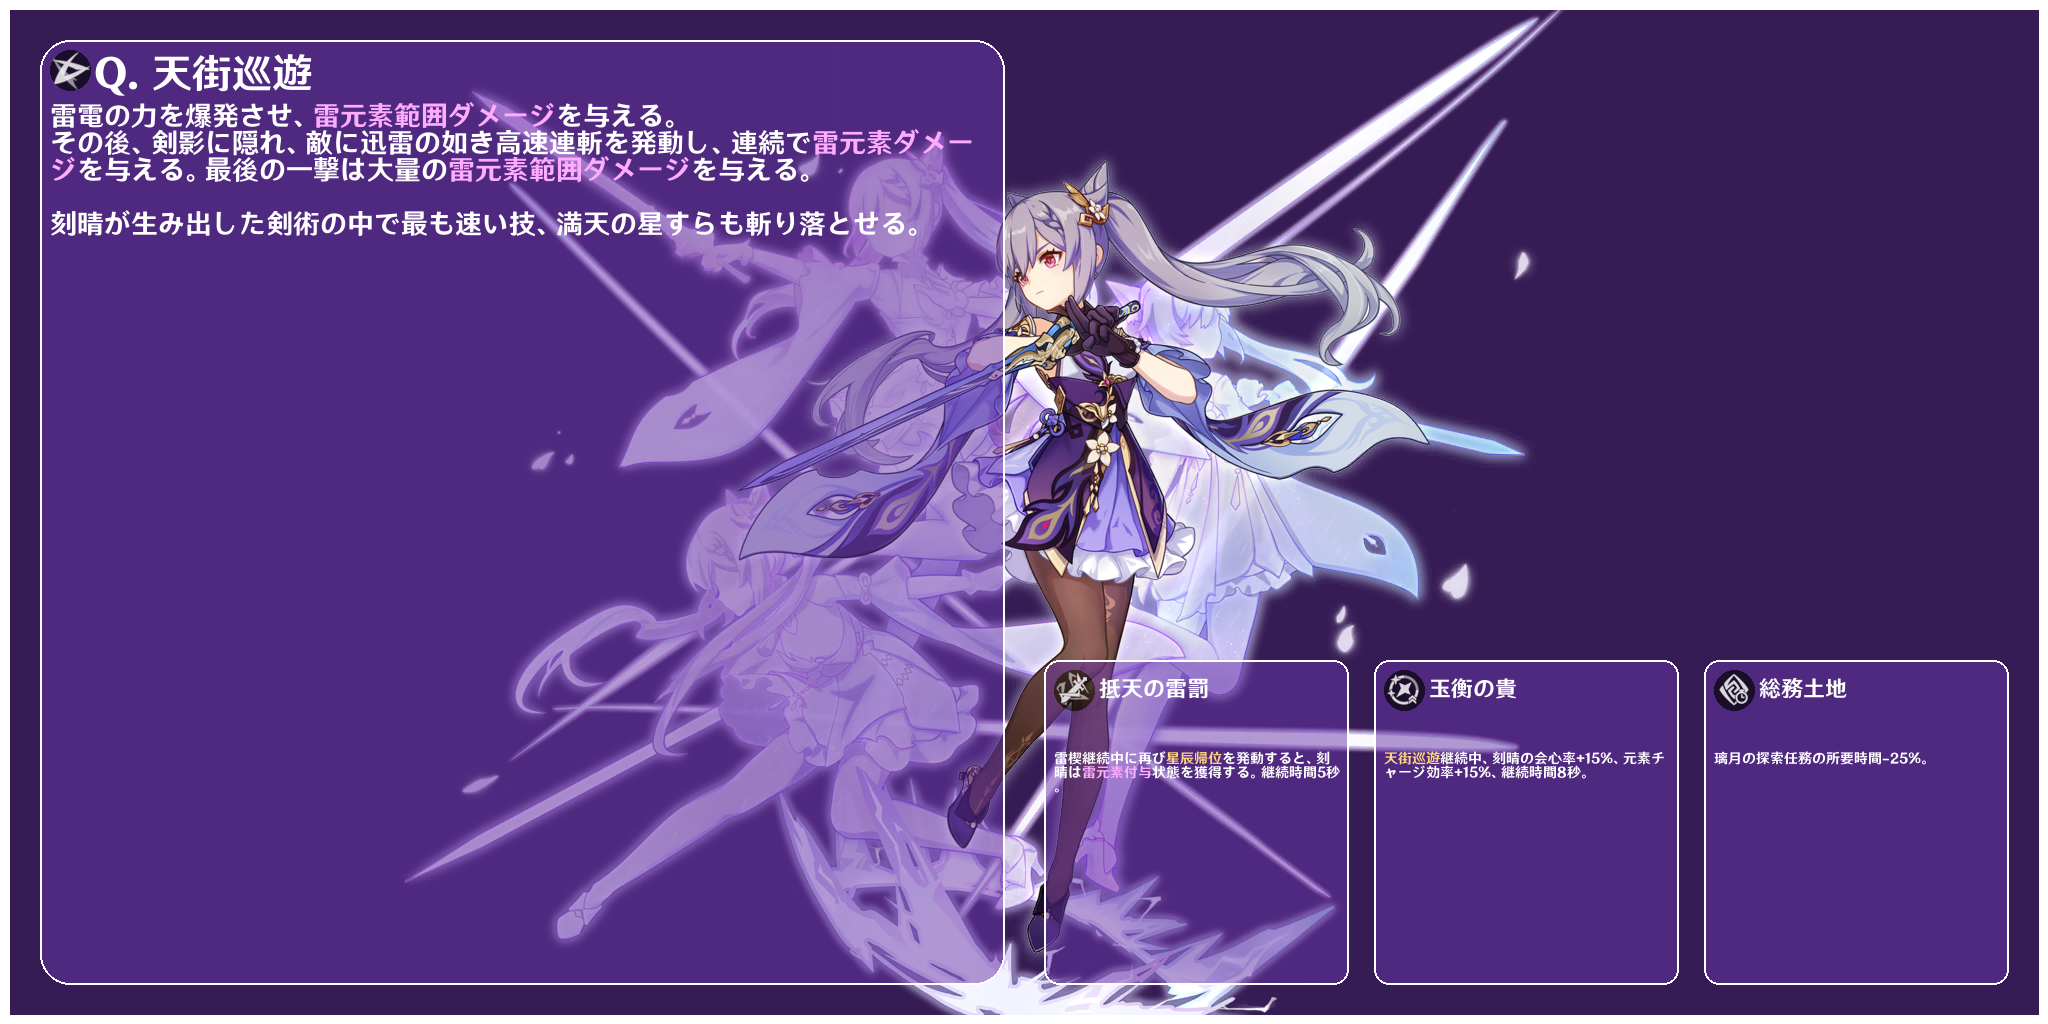 Q. 天街巡遊
雷電の力を爆発させ、雷元素範囲ダメージを与える。
その後、剣影に隠れ、敵に迅雷の如き高速連斬を発動し、連続で雷元素ダメー
ジを与える。最後の一撃は大量の雷元素範囲ダメージを与える。
刻晴が生み出した剣術の中で最も速い技、満天の星すらも斬り落とせる。
抵天の雷罰
雷楔継続中に再び星辰帰位を発動すると、刻
晴は雷元素付与状態を獲得する。継続時間5秒
。
玉衡の貴
天街巡遊継続中、刻晴の会心率+15%、元素チ
ャージ効率+15%、継続時間8秒。
総務土地
璃月の探索任務の所要時間-25%。